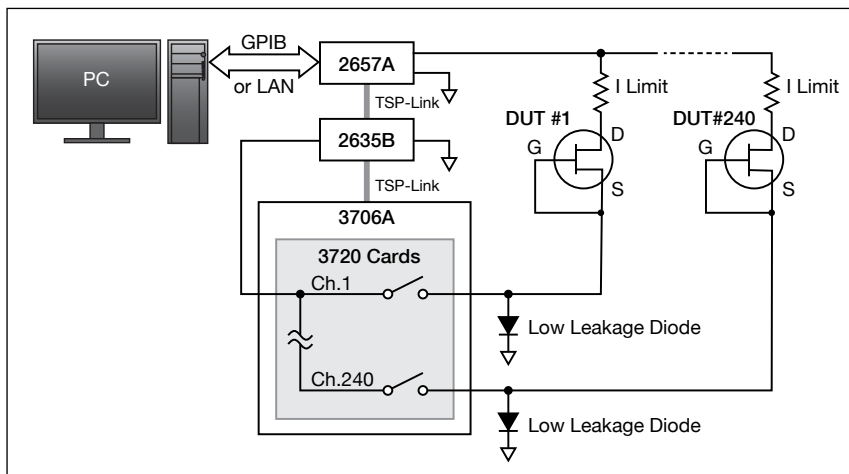 PC
GPIB
or LAN
2657A
TSP-Link
2635B
TSP-Link
3706A
3720 Cards
Ch.1
Ch.240
I Limit
DUT #1
G
D
S
I Limit
DUT#240
G
D
S
Low Leakage Diode
Low Leakage Diode